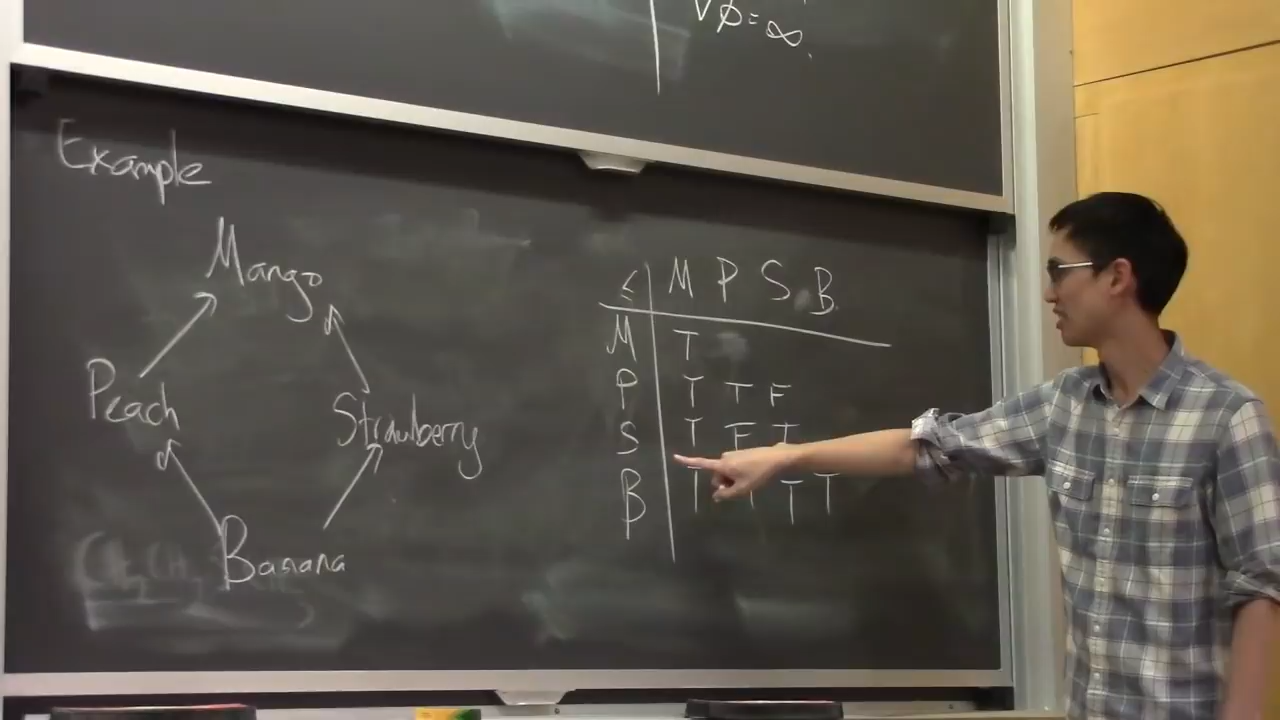 ∨∅=∞.
Example
Mango
Peach
Strawberry
Banana
≤ M P S B
M T
P T T F
S T F T
B T T T T